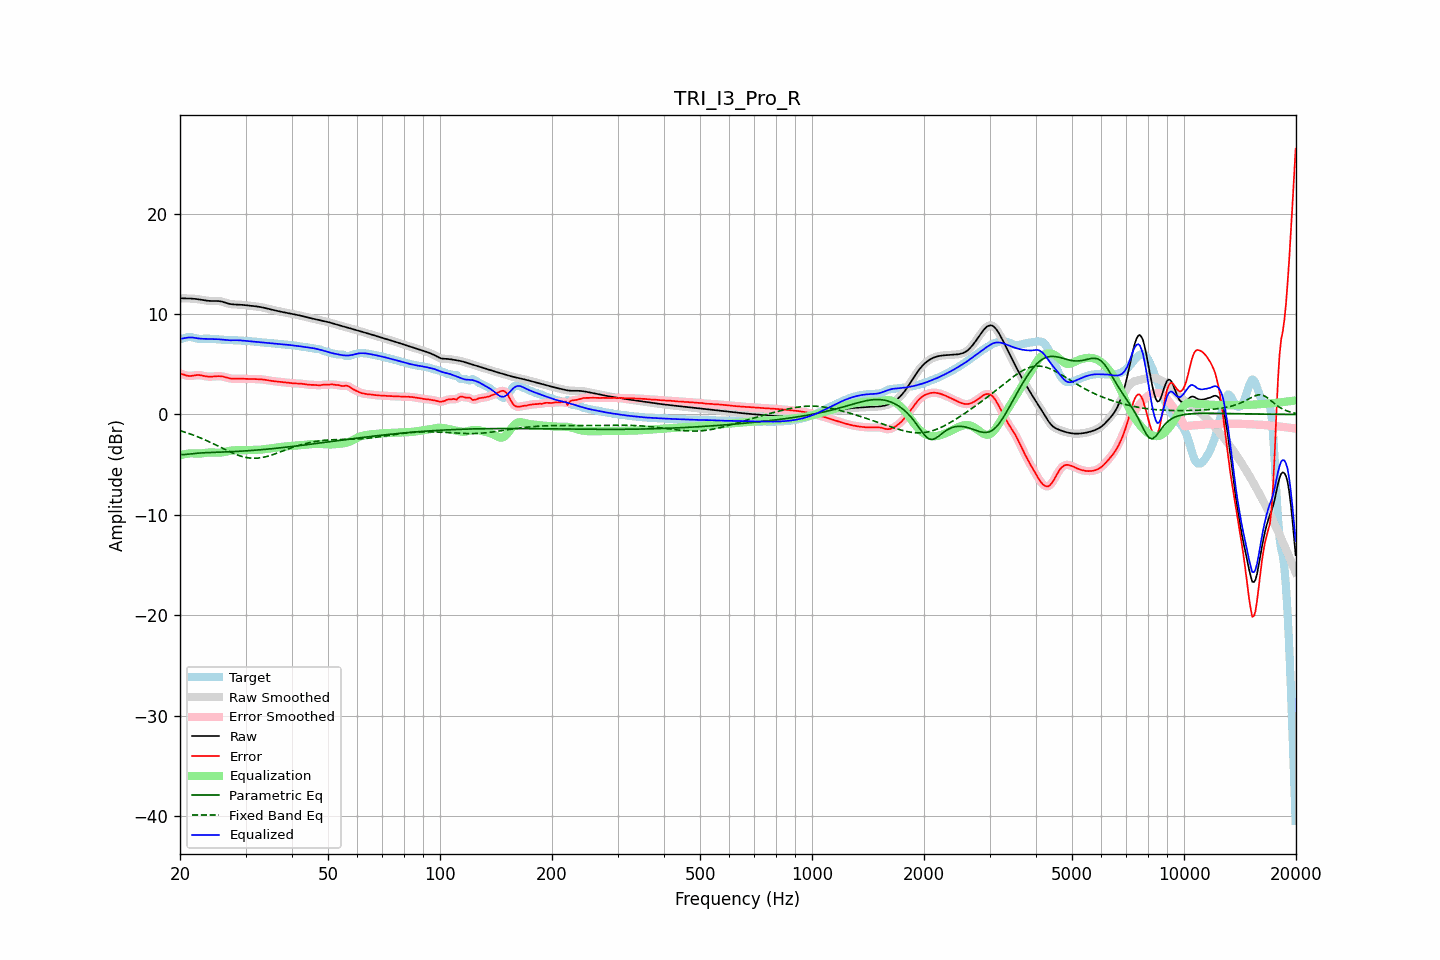 TRI_I3_Pro_R
Amplitude (dBr)
20
10
0
−10
−20
−30
−40
Target
Raw Smoothed
Error Smoothed
Raw
Error
Equalization
Parametric Eq
Fixed Band Eq
Equalized
20 50 100 200 500 1000 2000 5000 10000 20000
Frequency (Hz)